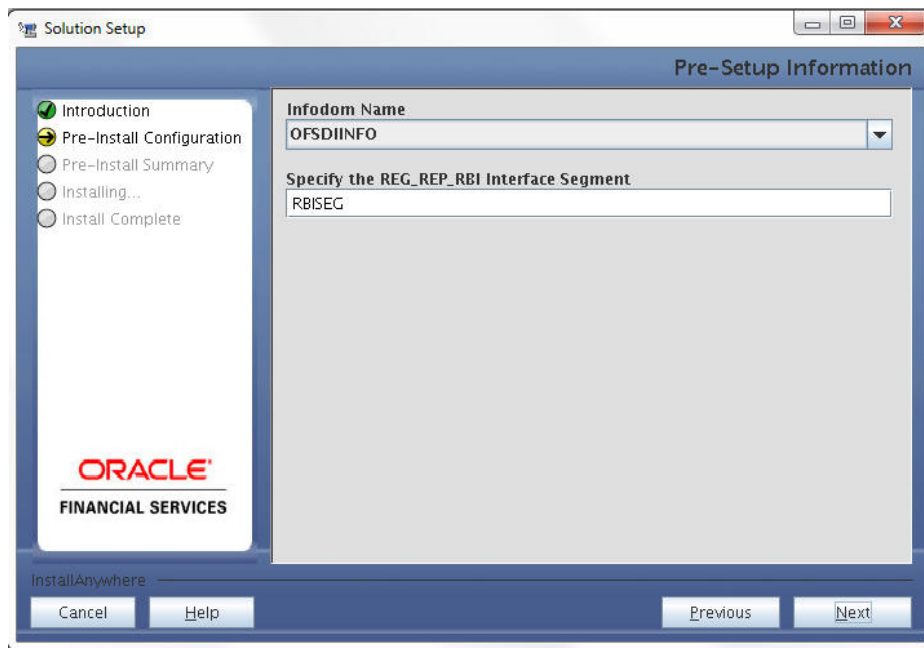 Solution Setup
Pre-Setup Information
Introduction
Pre-Install Configuration
Pre-Install Summary
Installing...
Install Complete
ORACLE
FINANCIAL SERVICES
Infodom Name
OFSDIINFO
Specify the REG_REP_RBI Interface Segment
RBISEG
InstallAnywhere
Cancel
Help
Previous
Next